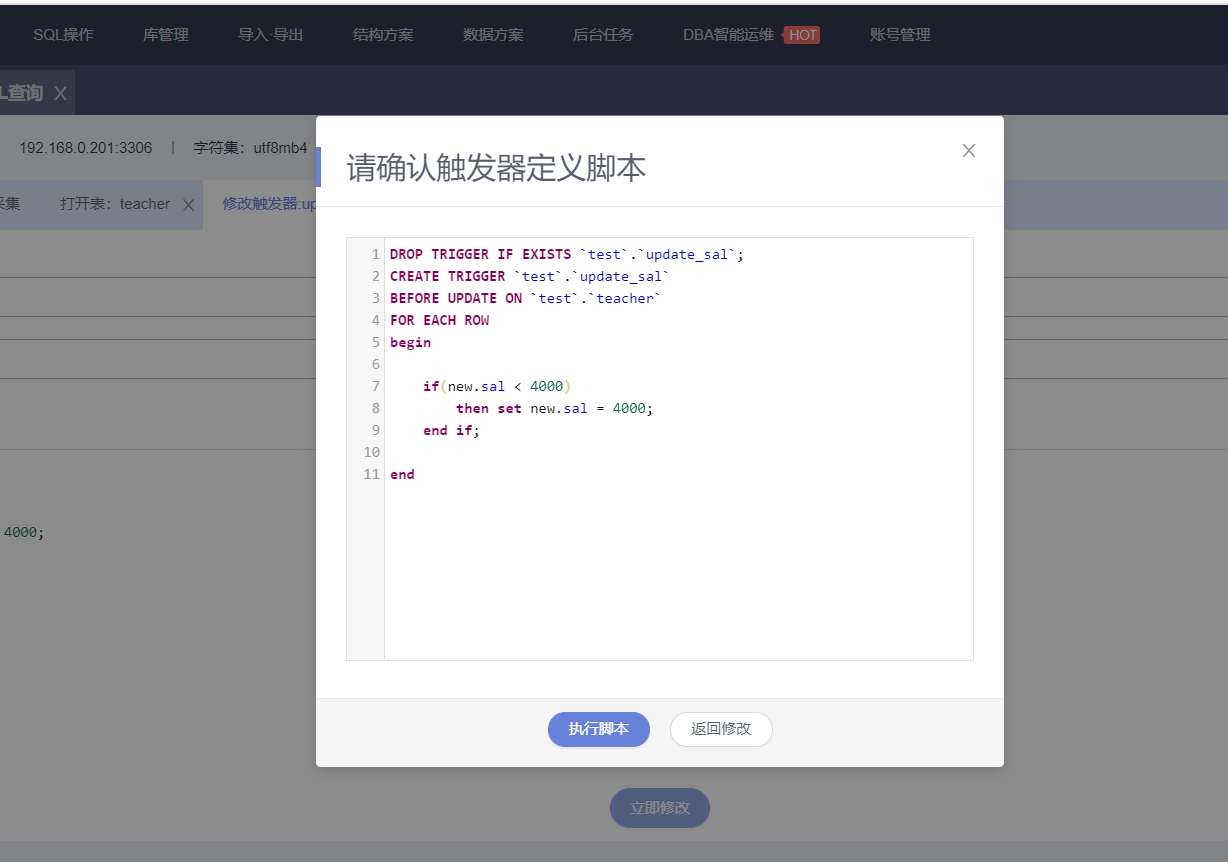 SQL操作 库管理 导入·导出 结构方案 数据方案 后台任务 DBA智能运维 HOT 账号管理
L查询 X
192.168.0.201:3306 | 字符集：utf8mb4
请确认触发器定义脚本
集 打开表：teacher X 修改触发器:up
1 DROP TRIGGER IF EXISTS `test`.`update_sal`;
2 CREATE TRIGGER `test`.`update_sal`
3 BEFORE UPDATE ON `test`.`teacher`
4 FOR EACH ROW
5 begin
6
7 if(new.sal < 4000)
8 then set new.sal = 4000;
9 end if;
10
11 end
4000;
执行脚本 返回修改
立即修改